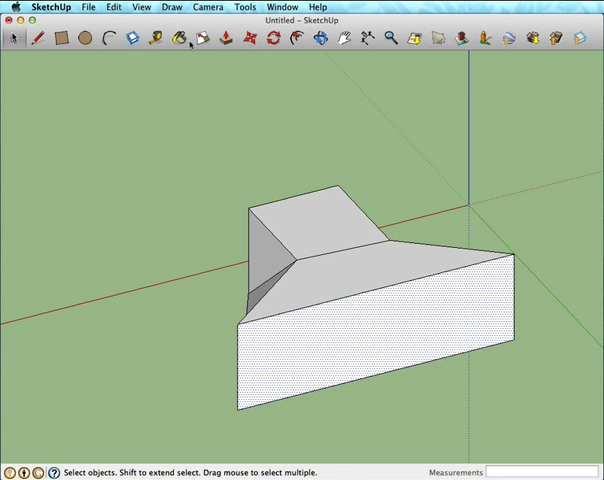 SketchUp File Edit View Draw Camera Tools Window Help
Untitled - SketchUp
Select objects. Shift to extend select. Drag mouse to select multiple. Measurements